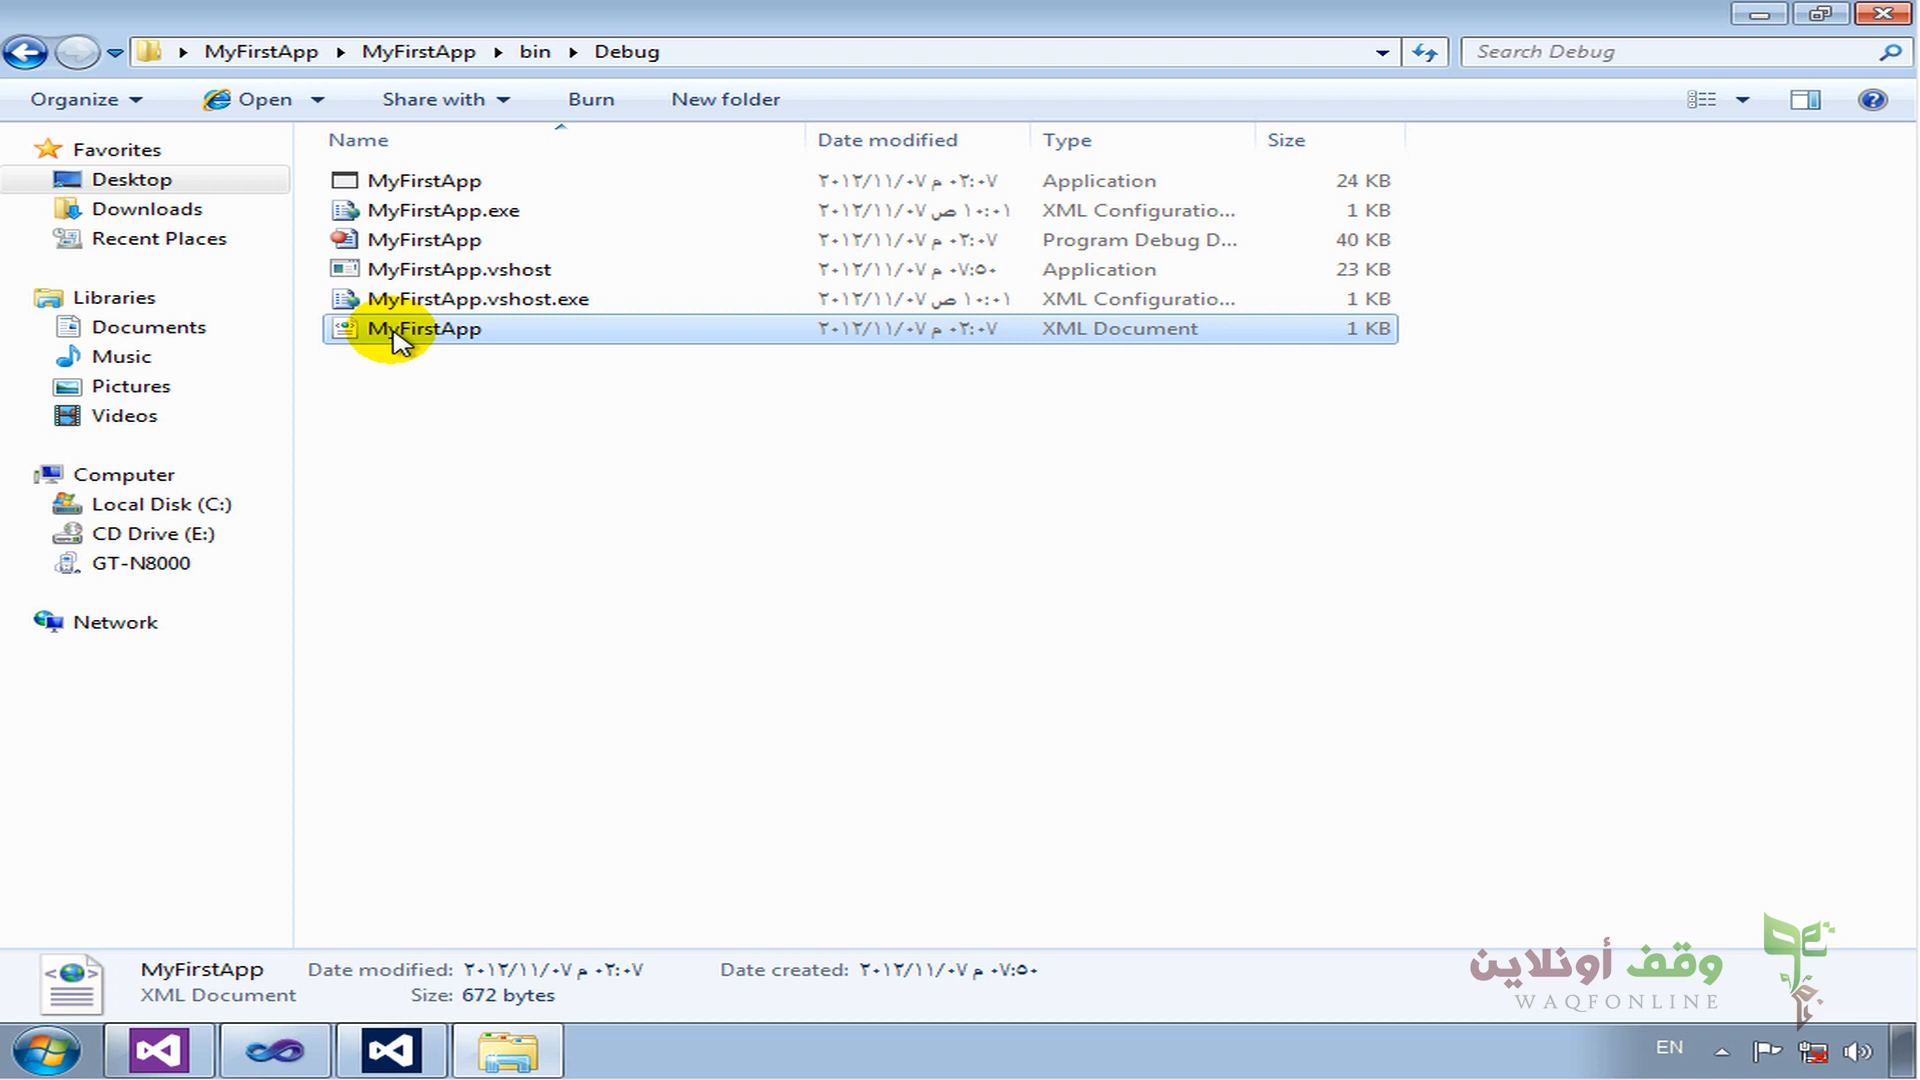 MyFirstApp MyFirstApp bin Debug
Search Debug
Organize Open Share with Burn New folder
Name Date modified Type Size
Favorites
Desktop
Downloads
Recent Places
Libraries
Documents
Music
Pictures
Videos
Computer
Local Disk (C:)
CD Drive (E:)
GT-N8000
Network
MyFirstApp ٢٠١٢/١١/٠٧ ٠٢:٠٧ م Application 24 KB
MyFirstApp.exe ٢٠١٢/١١/٠٧ ١٠:٠١ ص XML Configuratio... 1 KB
MyFirstApp ٢٠١٢/١١/٠٧ ٠٢:٠٧ م Program Debug D... 40 KB
MyFirstApp.vshost ٢٠١٢/١١/٠٧ ٠٧:٥٠ م Application 23 KB
MyFirstApp.vshost.exe ٢٠١٢/١١/٠٧ ١٠:٠١ ص XML Configuratio... 1 KB
MyFirstApp ٢٠١٢/١١/٠٧ ٠٢:٠٧ م XML Document 1 KB
MyFirstApp Date modified: ٢٠١٢/١١/٠٧ ٠٢:٠٧ م Date created: ٢٠١٢/١١/٠٧ ٠٧:٥٠ م
XML Document Size: 672 bytes
وقف أونلاين
WAQFONLINE
EN